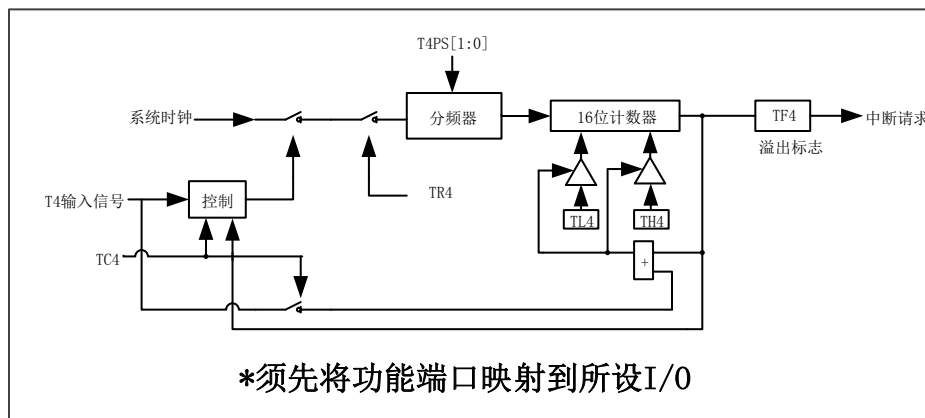 T4PS[1:0]
系统时钟
分频器
16位计数器
TF4
中断请求
溢出标志
T4输入信号
控制
TR4
TL4
TH4
TC4
+
*须先将功能端口映射到所设I/O